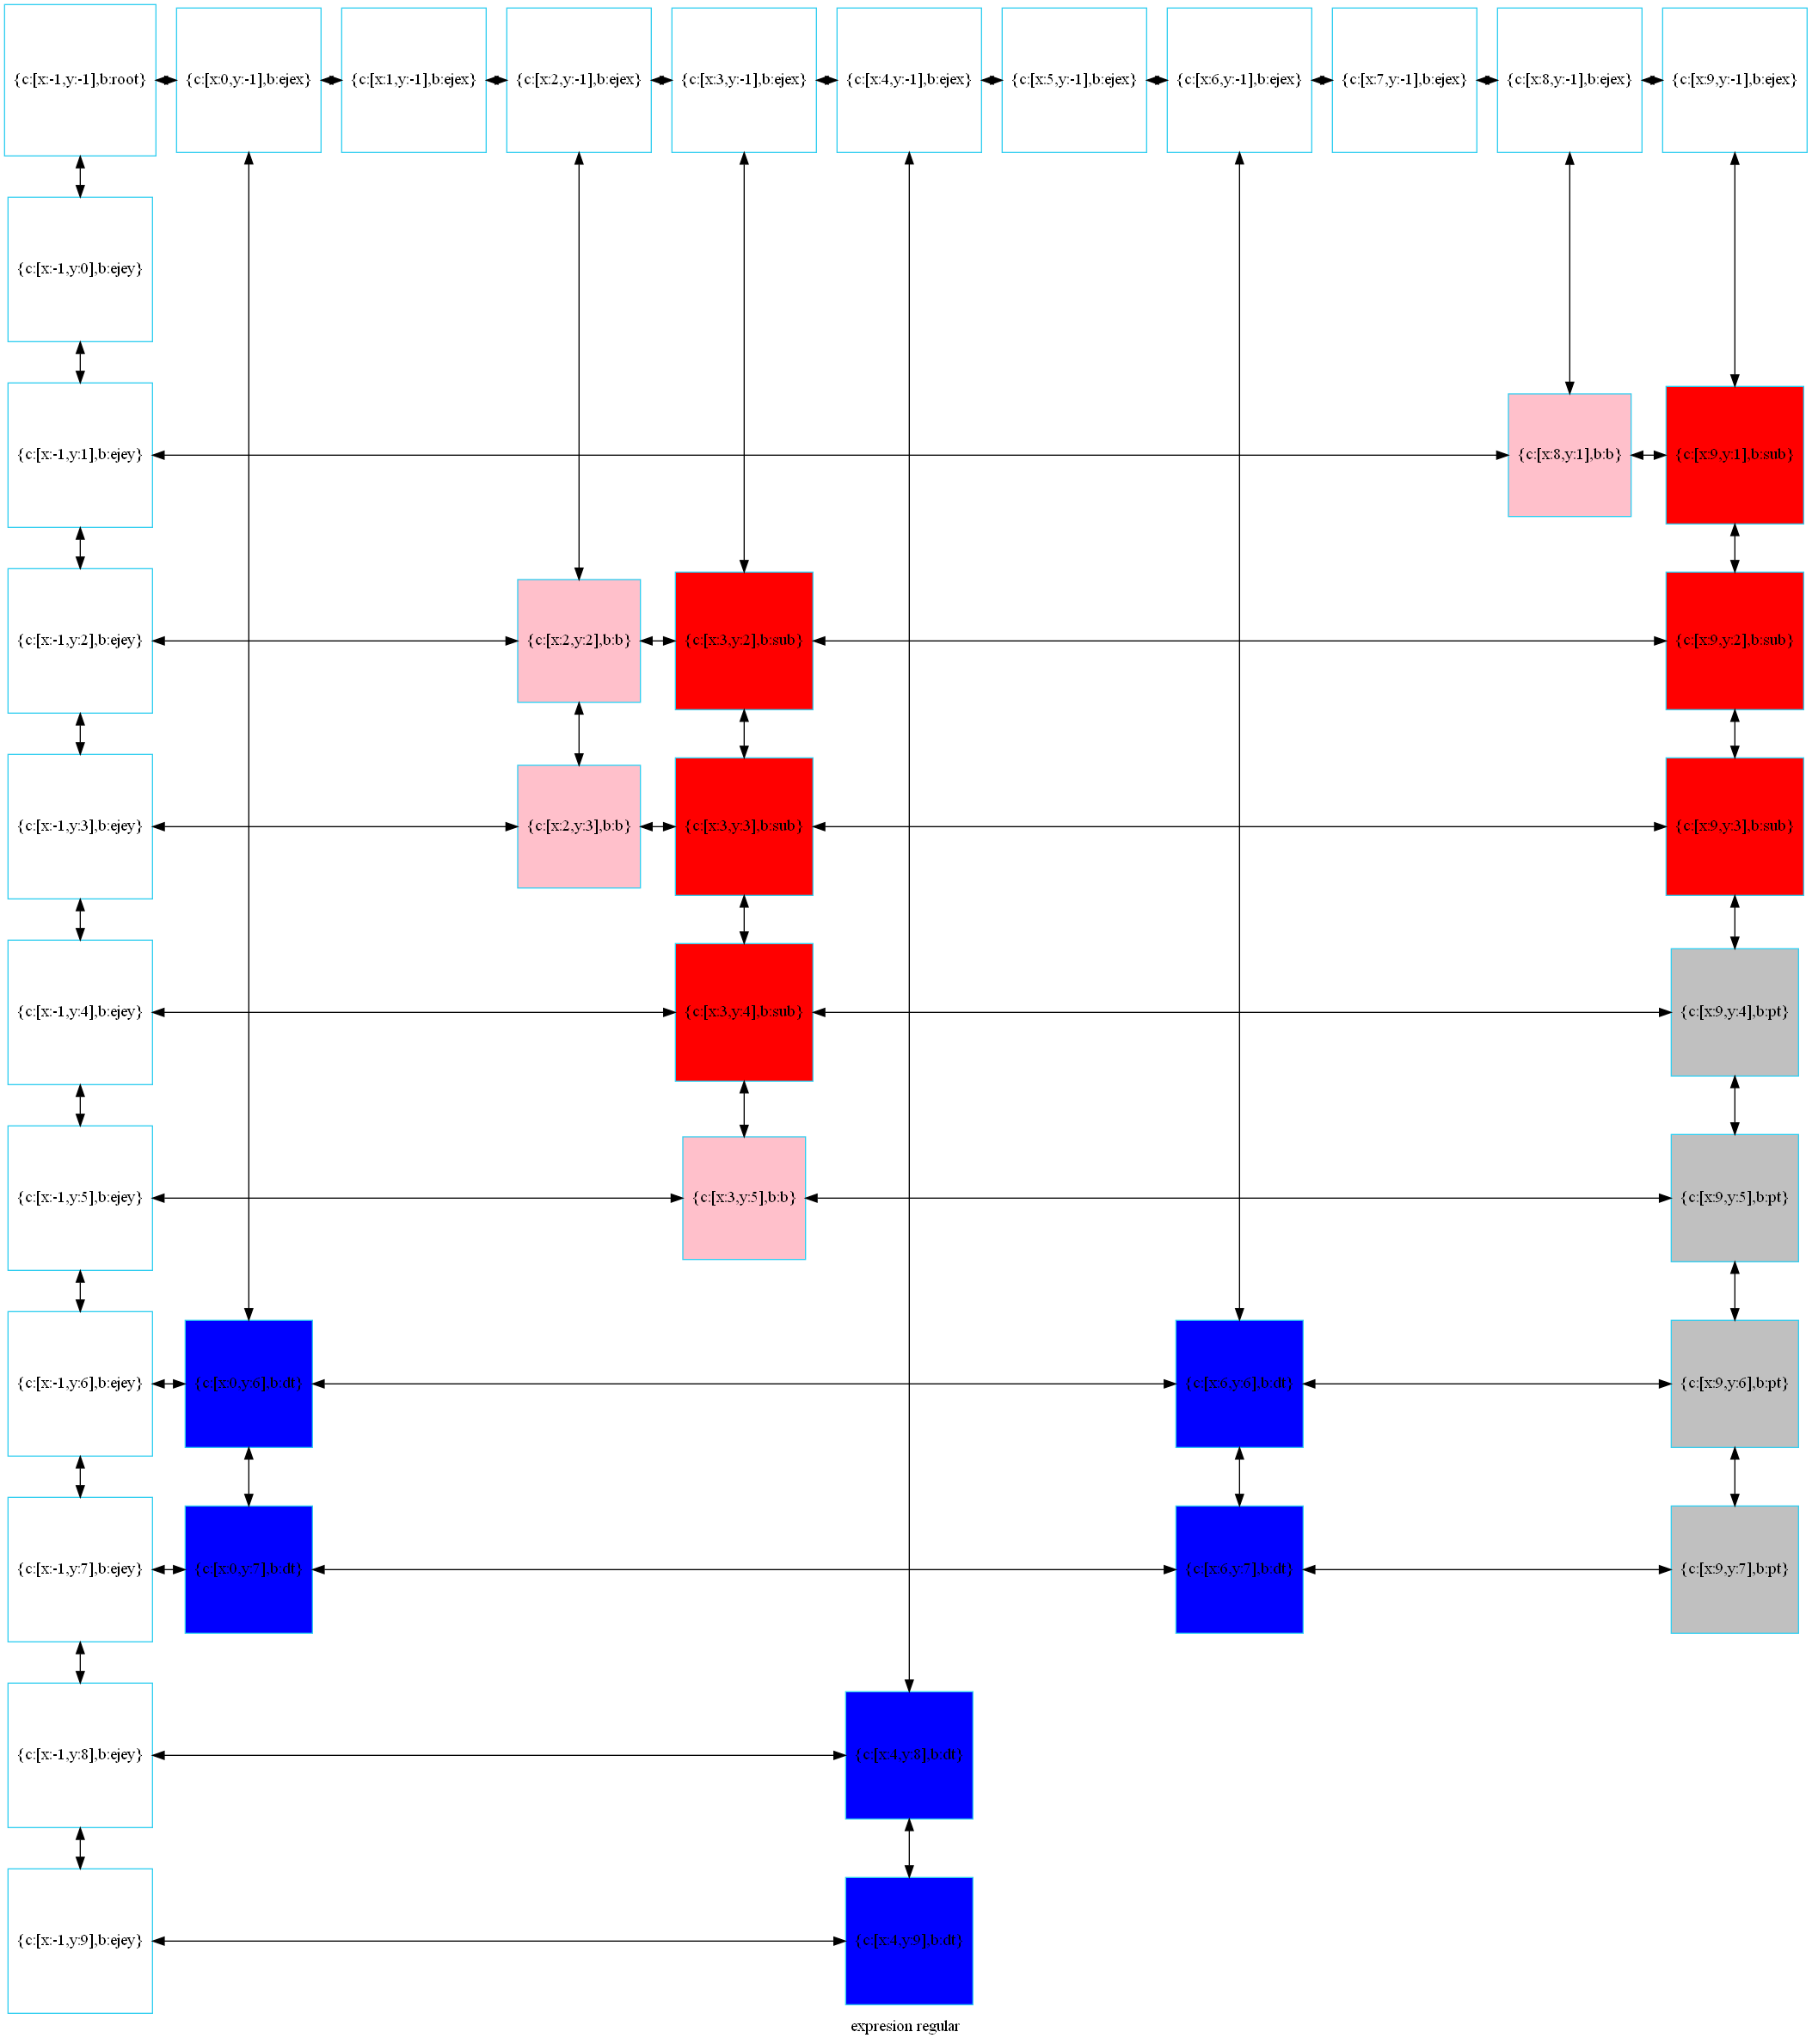 {c:[x:-1,y:-1],b:root} {c:[x:0,y:-1],b:ejex} {c:[x:1,y:-1],b:ejex} {c:[x:2,y:-1],b:ejex} {c:[x:3,y:-1],b:ejex} {c:[x:4,y:-1],b:ejex} {c:[x:5,y:-1],b:ejex} {c:[x:6,y:-1],b:ejex} {c:[x:7,y:-1],b:ejex} {c:[x:8,y:-1],b:ejex} {c:[x:9,y:-1],b:ejex}
{c:[x:-1,y:0],b:ejey}
{c:[x:-1,y:1],b:ejey} {c:[x:8,y:1],b:b} {c:[x:9,y:1],b:sub}
{c:[x:-1,y:2],b:ejey} {c:[x:2,y:2],b:b} {c:[x:3,y:2],b:sub} {c:[x:9,y:2],b:sub}
{c:[x:-1,y:3],b:ejey} {c:[x:2,y:3],b:b} {c:[x:3,y:3],b:sub} {c:[x:9,y:3],b:sub}
{c:[x:-1,y:4],b:ejey} {c:[x:3,y:4],b:sub} {c:[x:9,y:4],b:pt}
{c:[x:-1,y:5],b:ejey} {c:[x:3,y:5],b:b} {c:[x:9,y:5],b:pt}
{c:[x:-1,y:6],b:ejey} {c:[x:0,y:6],b:dt} {c:[x:6,y:6],b:dt} {c:[x:9,y:6],b:pt}
{c:[x:-1,y:7],b:ejey} {c:[x:0,y:7],b:dt} {c:[x:6,y:7],b:dt} {c:[x:9,y:7],b:pt}
{c:[x:-1,y:8],b:ejey} {c:[x:4,y:8],b:dt}
{c:[x:-1,y:9],b:ejey} {c:[x:4,y:9],b:dt}
expresion regular